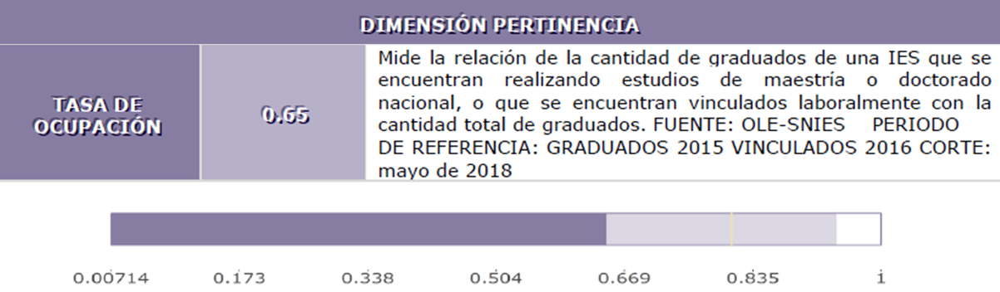 DIMENSIÓN PERTINENCIA
TASA DE
OCUPACIÓN
0.65
Mide la relación de la cantidad de graduados de una IES que se
encuentran realizando estudios de maestría o doctorado
nacional, o que se encuentran vinculados laboralmente con la
cantidad total de graduados. FUENTE: OLE-SNIES PERIODO
DE REFERENCIA: GRADUADOS 2015 VINCULADOS 2016 CORTE:
mayo de 2018
0.00714 0.173 0.338 0.504 0.669 0.835 1